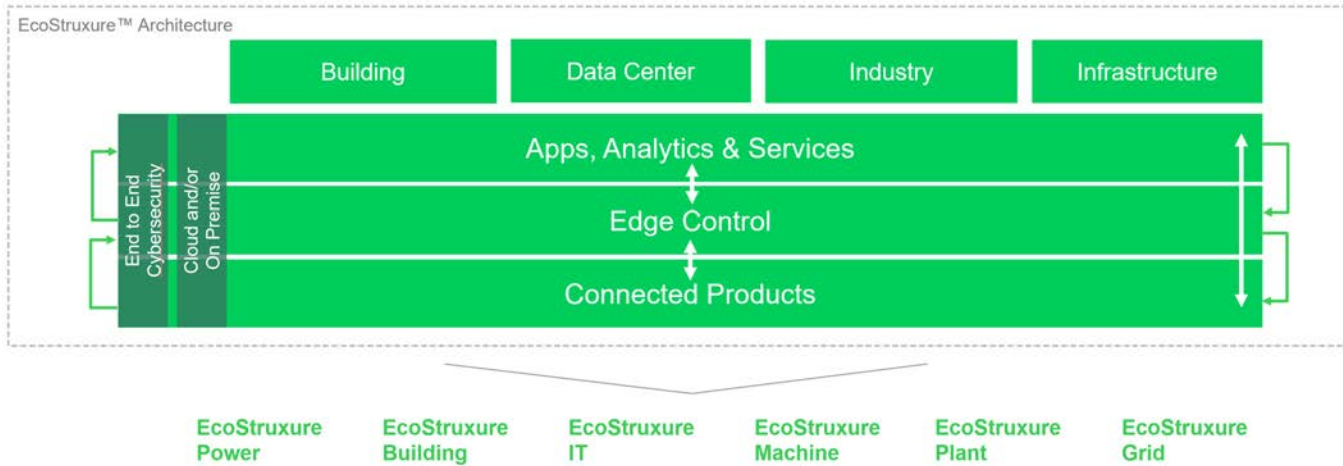 EcoStruxure™ Architecture
Building
Data Center
Industry
Infrastructure
End to End
Cybersecurity
Cloud and/or
On Premise
Apps, Analytics & Services
Edge Control
Connected Products
EcoStruxure
Power
EcoStruxure
Building
EcoStruxure
IT
EcoStruxure
Machine
EcoStruxure
Plant
EcoStruxure
Grid